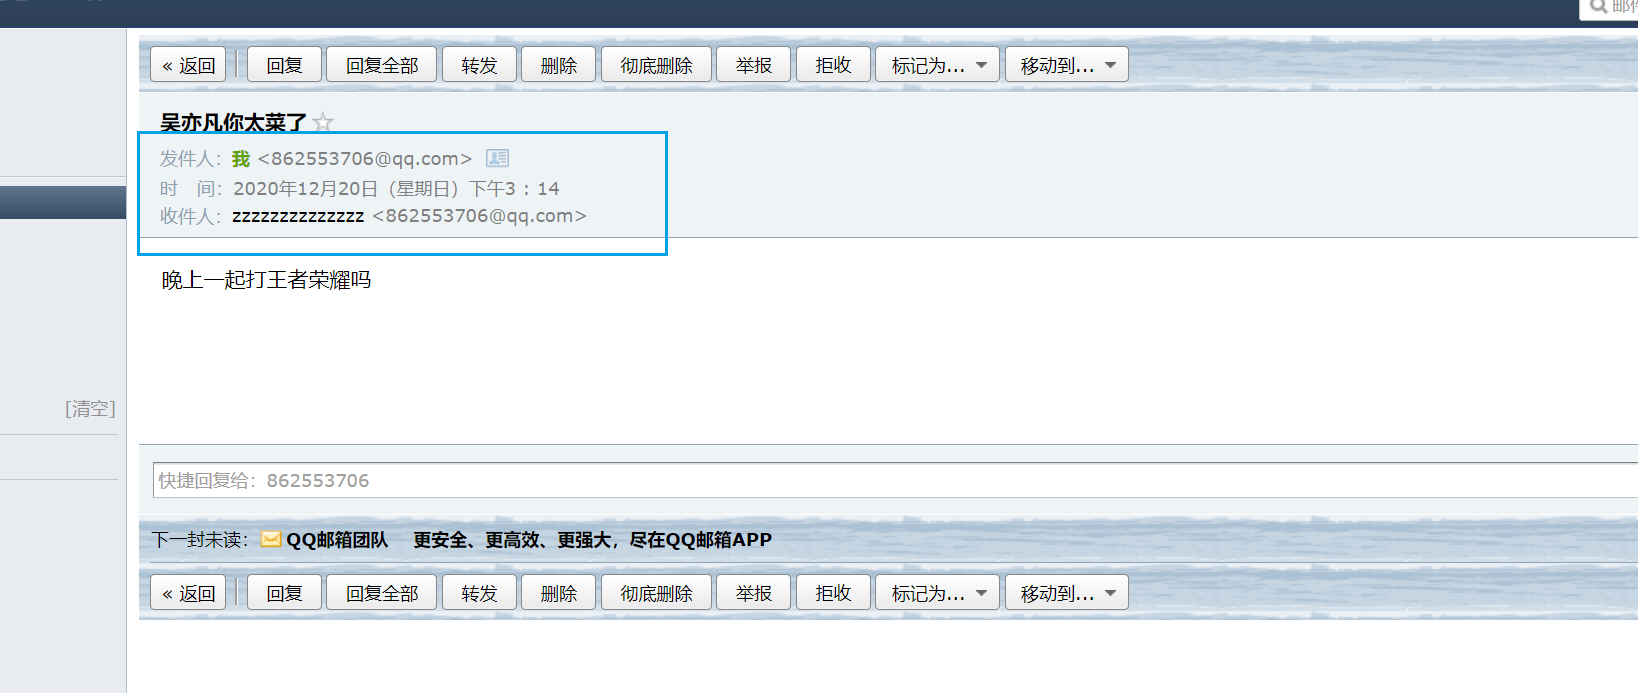 邮件
« 返回 回复 回复全部 转发 删除 彻底删除 举报 拒收 标记为... 移动到...
吴亦凡你太菜了
发件人：我 <862553706@qq.com>
时 间：2020年12月20日（星期日）下午3：14
收件人：zzzzzzzzzzzzzz <862553706@qq.com>
晚上一起打王者荣耀吗
[清空]
快捷回复给：862553706
下一封未读： QQ邮箱团队 更安全、更高效、更强大，尽在QQ邮箱APP
« 返回 回复 回复全部 转发 删除 彻底删除 举报 拒收 标记为... 移动到...